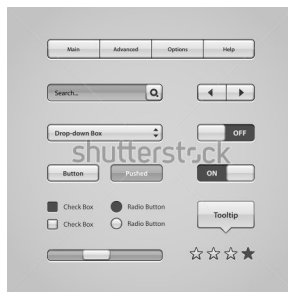 Main Advanced Options Help
Search...
Drop-down Box
OFF
shutterstock
Button Pushed
ON
Check Box Radio Button
Check Box Radio Button
Tooltip